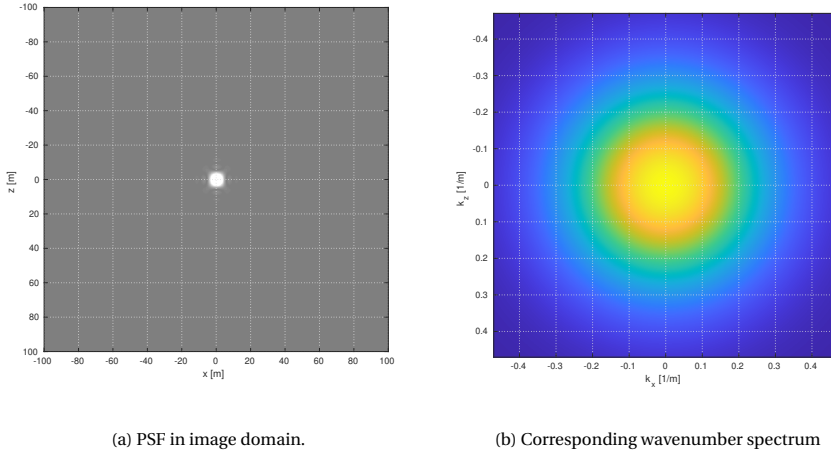 -100
-80
-60
-40
-20
0
20
40
60
80
100
z [m]
-100 -80 -60 -40 -20 0 20 40 60 80 100
x [m]
-0.4
-0.3
-0.2
-0.1
0
0.1
0.2
0.3
0.4
k_z [1/m]
-0.4 -0.3 -0.2 -0.1 0 0.1 0.2 0.3 0.4
k_x [1/m]
(a) PSF in image domain.
(b) Corresponding wavenumber spectrum